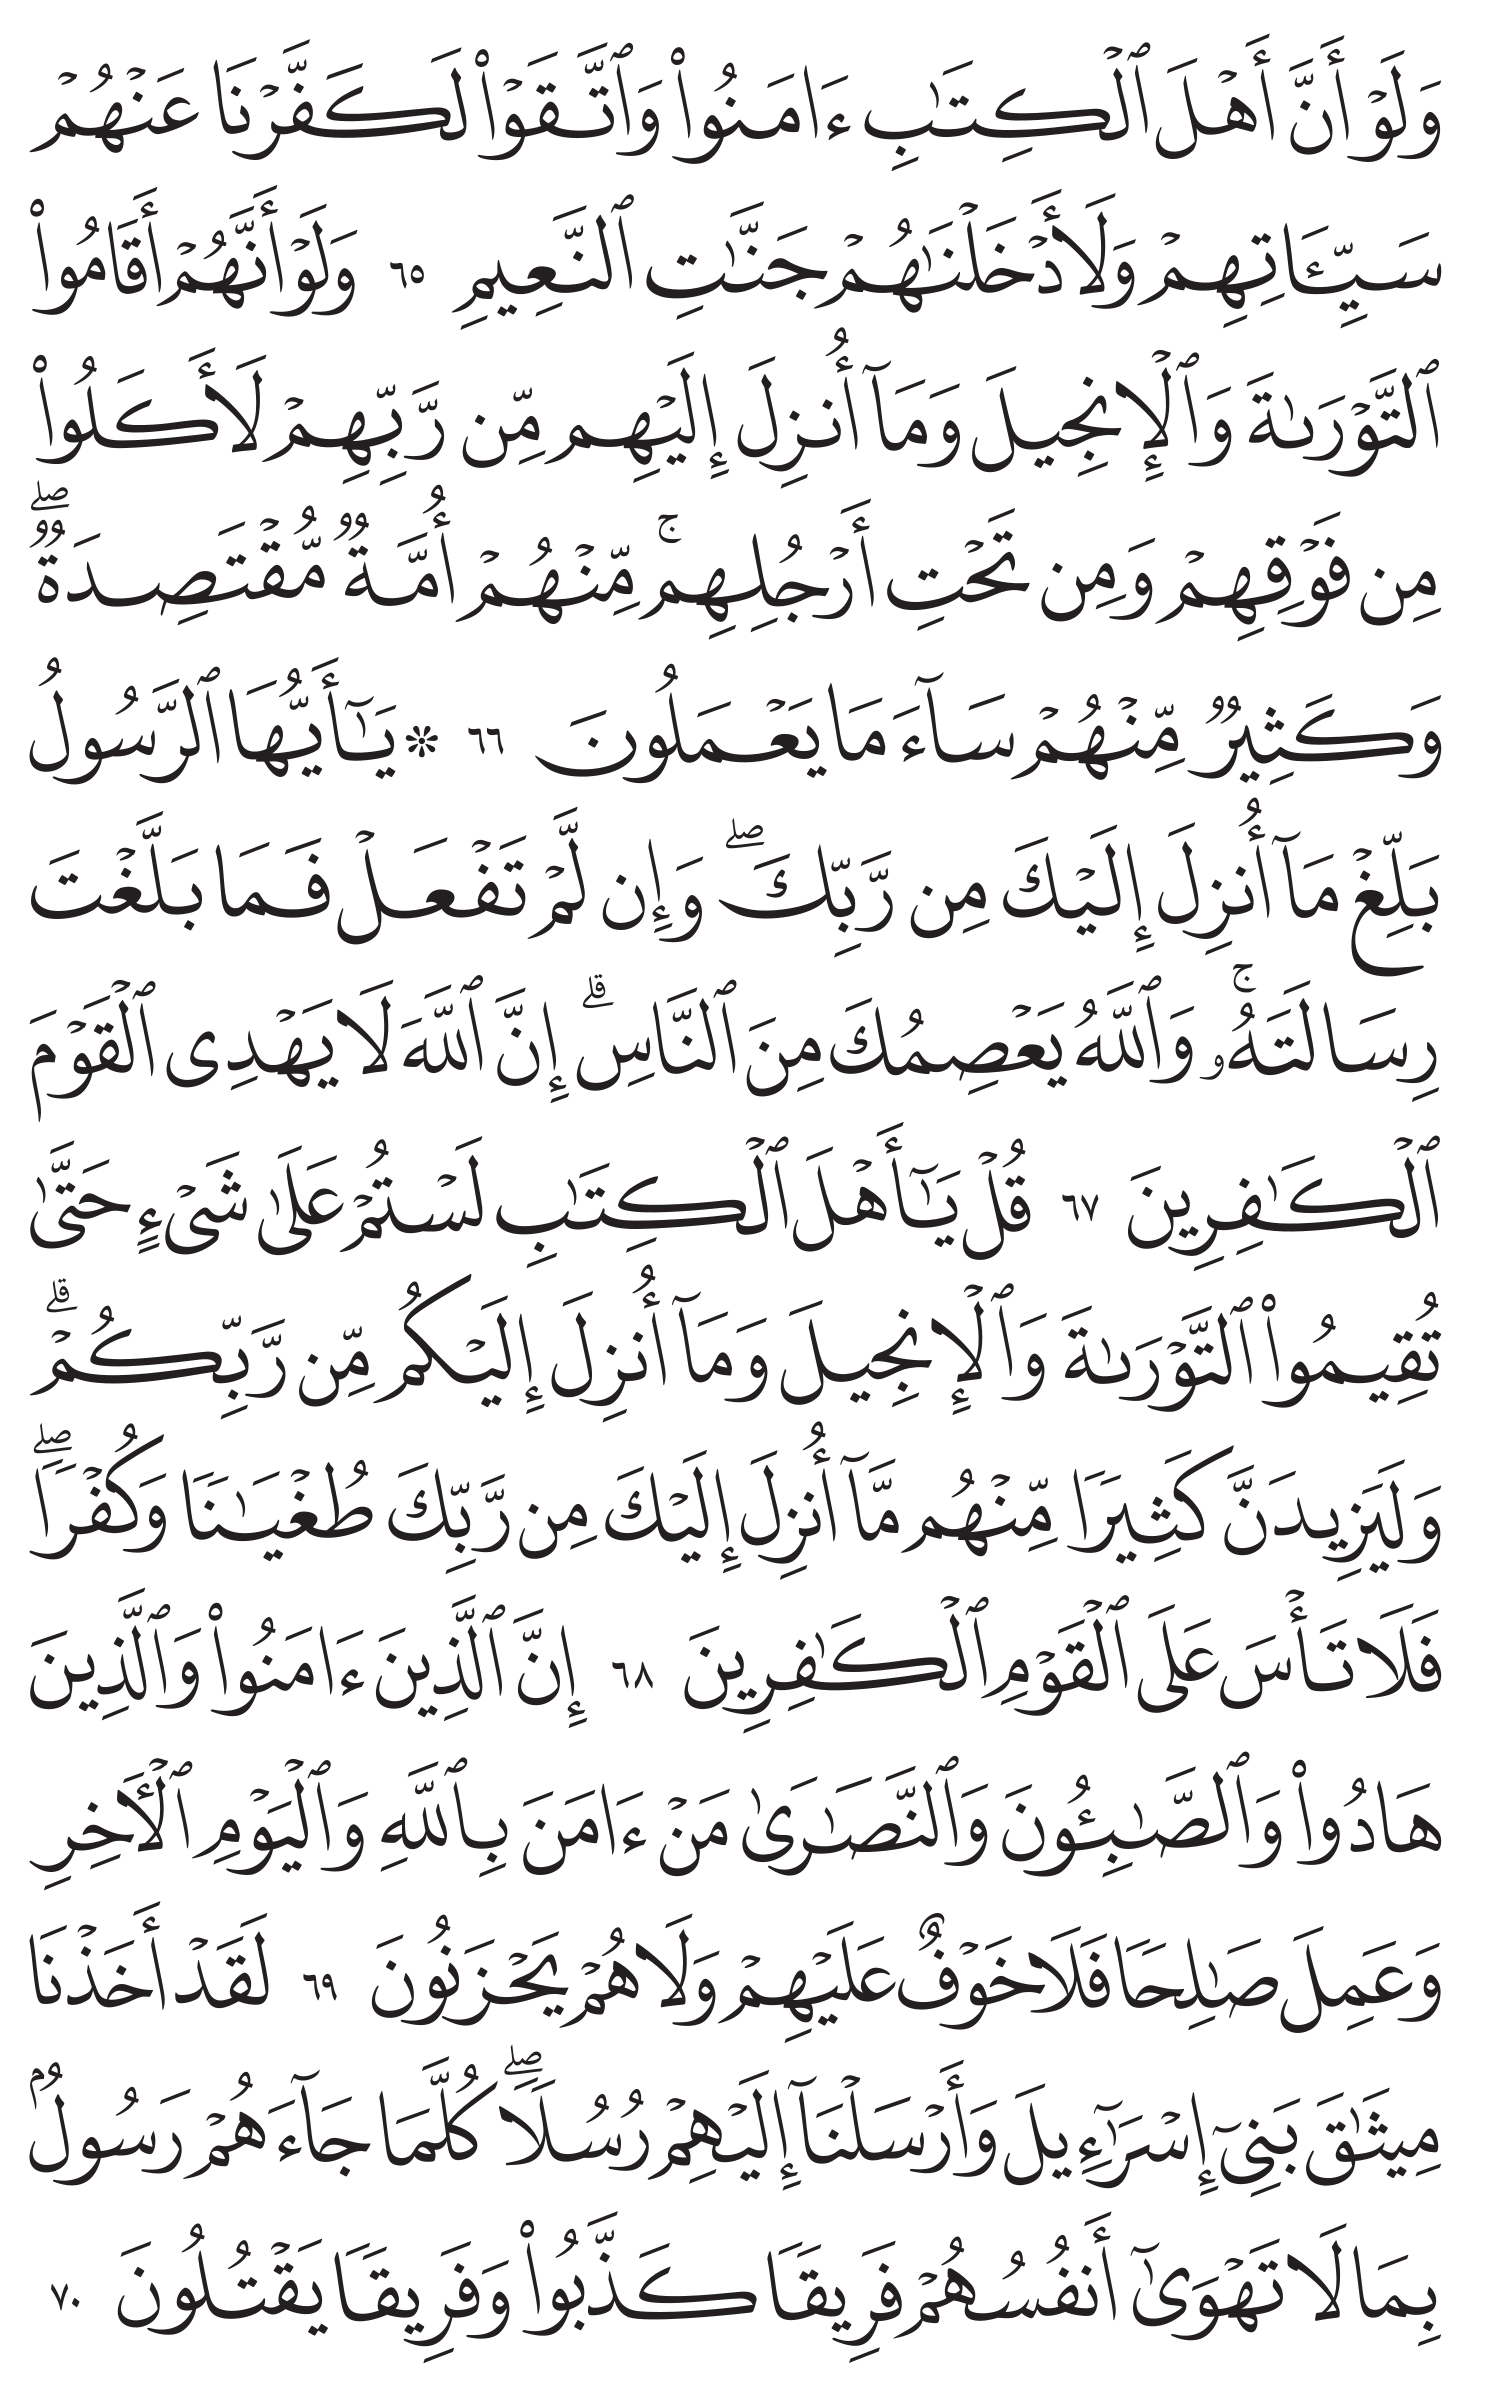 وَلَوْ أَنَّ أَهْلَ ٱلْكِتَٰبِ ءَامَنُوا۟ وَٱتَّقَوْا۟ لَكَفَّرْنَا عَنْهُمْ
سَيِّـَٔاتِهِمْ وَلَأَدْخَلْنَٰهُمْ جَنَّٰتِ ٱلنَّعِيمِ ٦٥ وَلَوْ أَنَّهُمْ أَقَامُوا۟
ٱلتَّوْرَىٰةَ وَٱلْإِنجِيلَ وَمَآ أُنزِلَ إِلَيْهِم مِّن رَّبِّهِمْ لَأَكَلُوا۟
مِن فَوْقِهِمْ وَمِن تَحْتِ أَرْجُلِهِم ۚ مِّنْهُمْ أُمَّةٌ مُّقْتَصِدَةٌ ۖ
وَكَثِيرٌ مِّنْهُمْ سَآءَ مَا يَعْمَلُونَ ٦٦ ۞ يَٰٓأَيُّهَا ٱلرَّسُولُ
بَلِّغْ مَآ أُنزِلَ إِلَيْكَ مِن رَّبِّكَ ۖ وَإِن لَّمْ تَفْعَلْ فَمَا بَلَّغْتَ
رِسَالَتَهُۥ ۚ وَٱللَّهُ يَعْصِمُكَ مِنَ ٱلنَّاسِ ۗ إِنَّ ٱللَّهَ لَا يَهْدِى ٱلْقَوْمَ
ٱلْكَٰفِرِينَ ٦٧ قُلْ يَٰٓأَهْلَ ٱلْكِتَٰبِ لَسْتُمْ عَلَىٰ شَىْءٍ حَتَّىٰ
تُقِيمُوا۟ ٱلتَّوْرَىٰةَ وَٱلْإِنجِيلَ وَمَآ أُنزِلَ إِلَيْكُم مِّن رَّبِّكُمْ ۗ
وَلَيَزِيدَنَّ كَثِيرًا مِّنْهُم مَّآ أُنزِلَ إِلَيْكَ مِن رَّبِّكَ طُغْيَٰنًا وَكُفْرًا ۖ
فَلَا تَأْسَ عَلَى ٱلْقَوْمِ ٱلْكَٰفِرِينَ ٦٨ إِنَّ ٱلَّذِينَ ءَامَنُوا۟ وَٱلَّذِينَ
هَادُوا۟ وَٱلصَّٰبِـُٔونَ وَٱلنَّصَٰرَىٰ مَنْ ءَامَنَ بِٱللَّهِ وَٱلْيَوْمِ ٱلْـَٔاخِرِ
وَعَمِلَ صَٰلِحًا فَلَا خَوْفٌ عَلَيْهِمْ وَلَا هُمْ يَحْزَنُونَ ٦٩ لَقَدْ أَخَذْنَا
مِيثَٰقَ بَنِىٓ إِسْرَٰٓءِيلَ وَأَرْسَلْنَآ إِلَيْهِمْ رُسُلًا ۖ كُلَّمَا جَآءَهُمْ رَسُولٌۢ
بِمَا لَا تَهْوَىٰٓ أَنفُسُهُمْ فَرِيقًا كَذَّبُوا۟ وَفَرِيقًا يَقْتُلُونَ ٧٠